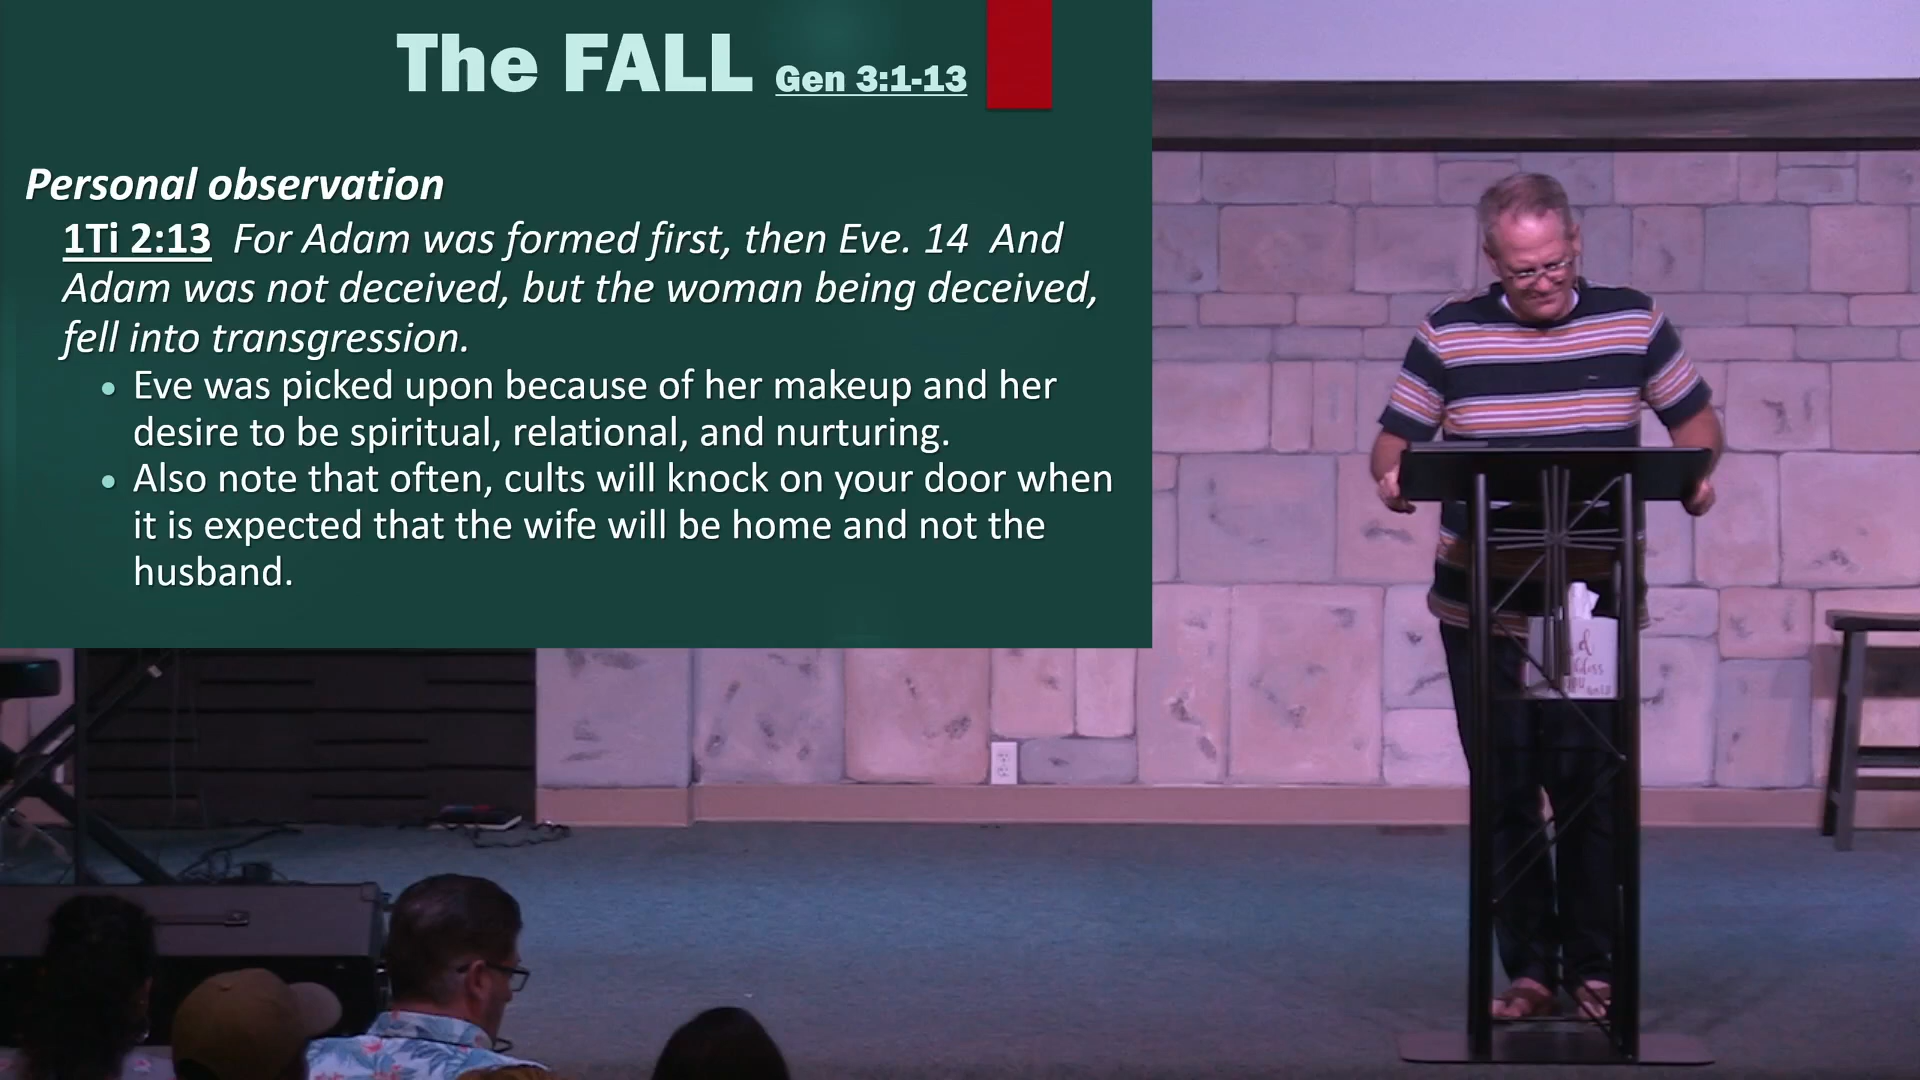 The FALL Gen 3:1-13
Personal observation
1Ti 2:13 For Adam was formed first, then Eve. 14 And
Adam was not deceived, but the woman being deceived,
fell into transgression.
• Eve was picked upon because of her makeup and her
desire to be spiritual, relational, and nurturing.
• Also note that often, cults will knock on your door when
it is expected that the wife will be home and not the
husband.